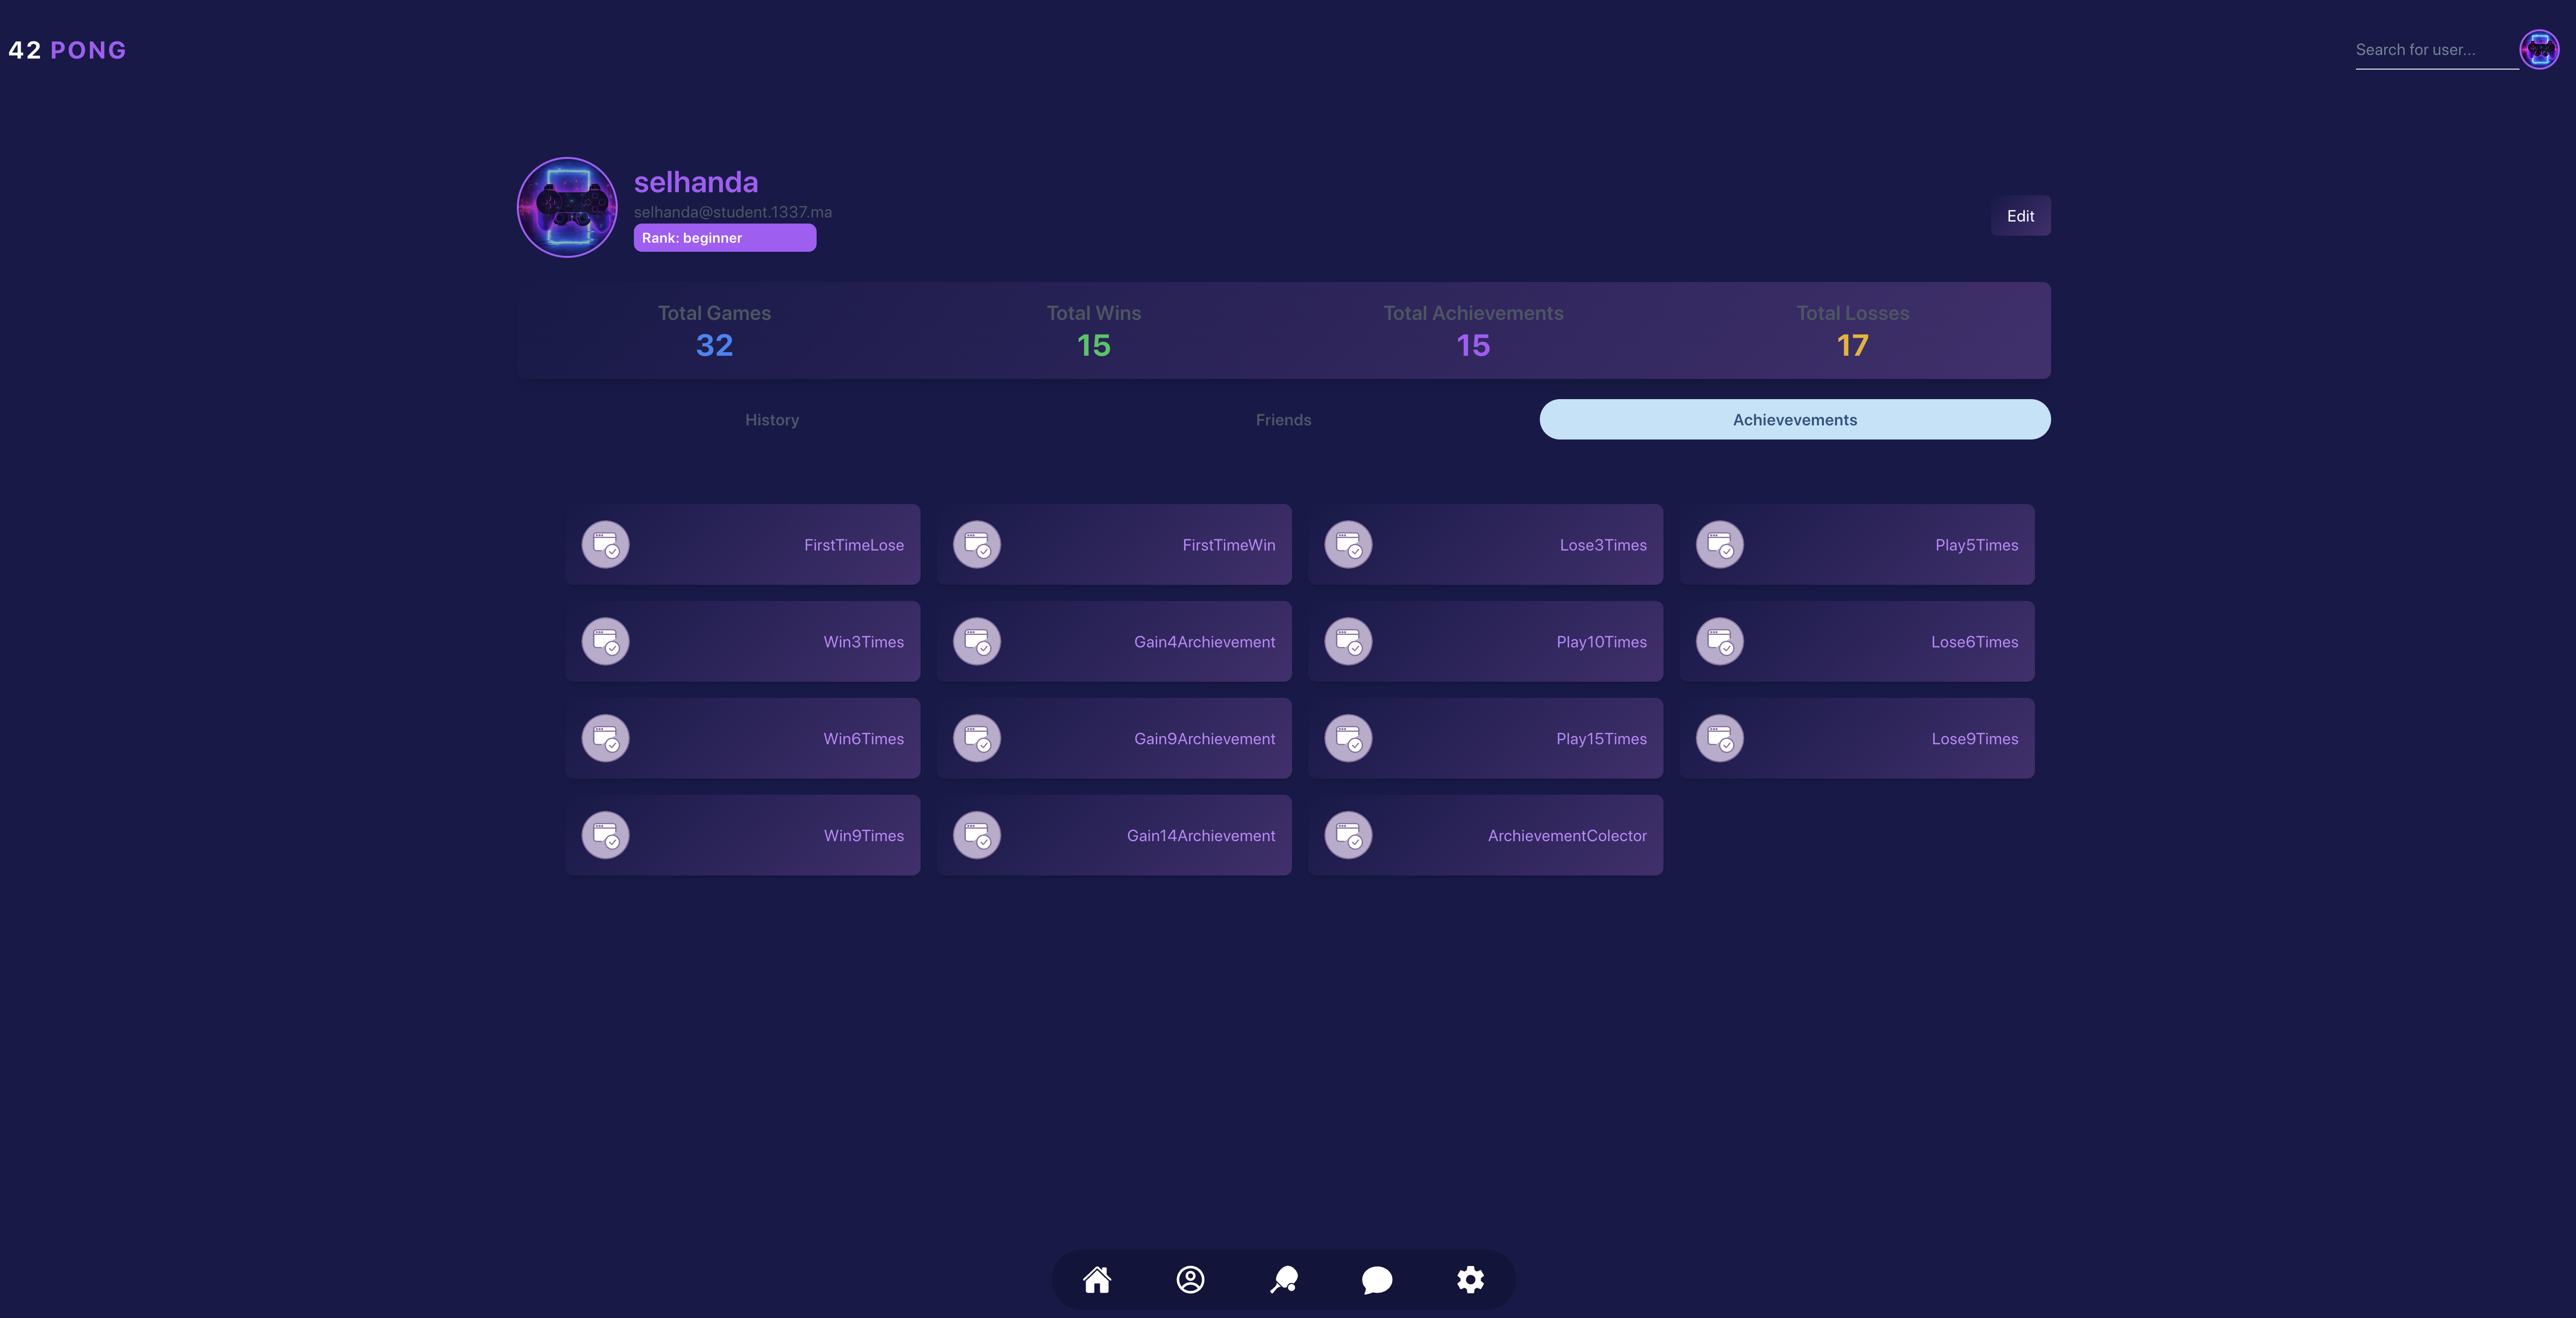 42 PONG
Search for user...
selhanda
selhanda@student.1337.ma
Rank: beginner
Edit
Total Games
32
Total Wins
15
Total Achievements
15
Total Losses
17
History
Friends
Achievevements
FirstTimeLose
FirstTimeWin
Lose3Times
Play5Times
Win3Times
Gain4Archievement
Play10Times
Lose6Times
Win6Times
Gain9Archievement
Play15Times
Lose9Times
Win9Times
Gain14Archievement
ArchievementColector